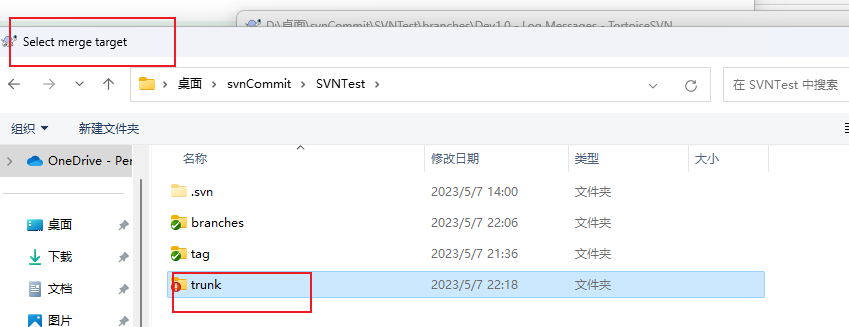 D:\桌面\svnCommit\SVNTest\branches\Dev1.0 - Log Messages - TortoiseSVN
Select merge target
桌面 svnCommit SVNTest
在 SVNTest 中搜索
组织 新建文件夹
OneDrive - Per
名称 修改日期 类型 大小
.svn 2023/5/7 14:00 文件夹
桌面
branches 2023/5/7 22:06 文件夹
下载
tag 2023/5/7 21:36 文件夹
文档
trunk 2023/5/7 22:18 文件夹
图片